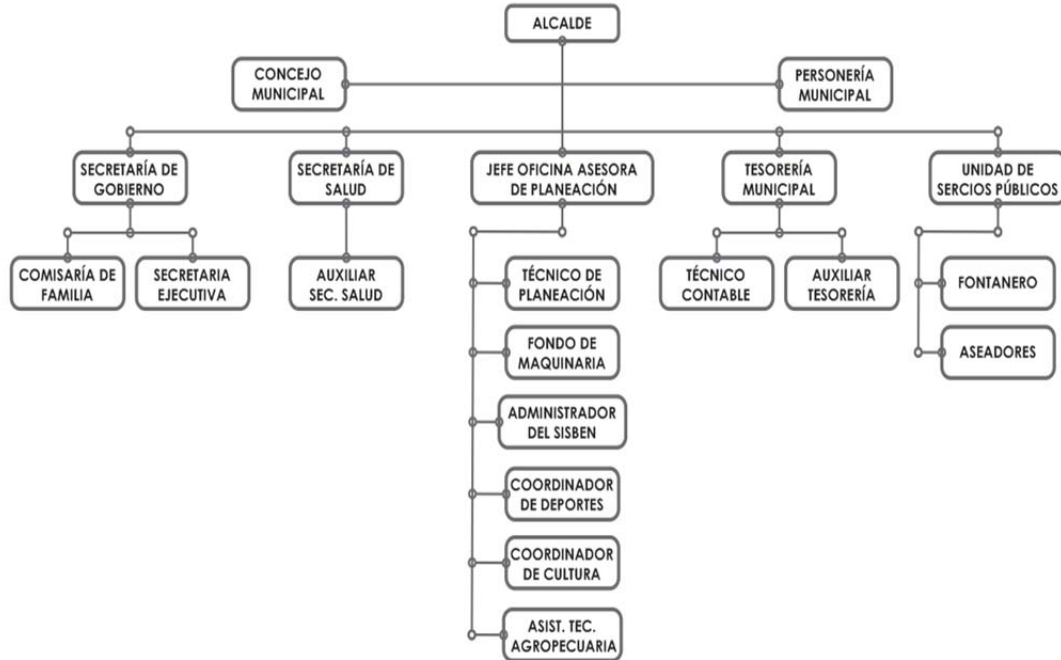 ALCALDE
CONCEJO
MUNICIPAL
PERSONERÍA
MUNICIPAL
SECRETARÍA DE
GOBIERNO
SECRETARÍA DE
SALUD
JEFE OFICINA ASESORA
DE PLANEACIÓN
TESORERÍA
MUNICIPAL
UNIDAD DE
SERCIOS PÚBLICOS
COMISARÍA DE
FAMILIA
SECRETARIA
EJECUTIVA
AUXILIAR
SEC. SALUD
TÉCNICO DE
PLANEACIÓN
FONDO DE
MAQUINARIA
ADMINISTRADOR
DEL SISBEN
COORDINADOR
DE DEPORTES
COORDINADOR
DE CULTURA
ASIST. TEC.
AGROPECUARIA
TÉCNICO
CONTABLE
AUXILIAR
TESORERÍA
FONTANERO
ASEADORES